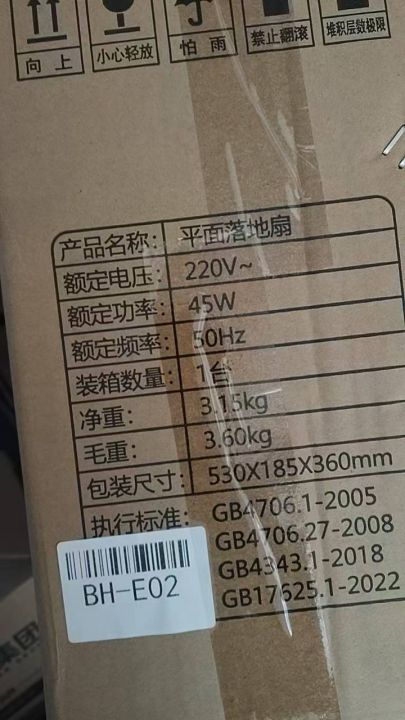 向上
小心轻放
怕雨
禁止翻滚
堆积层数极限
产品名称: 平面落地扇
额定电压: 220V~
额定功率: 45W
额定频率: 50Hz
装箱数量: 1台
净重: 3.15kg
毛重: 3.60kg
包装尺寸: 530X185X360mm
执行标准: GB4706.1-2005
GB4706.27-2008
GB4343.1-2018
GB17625.1-2022
BH-E02
集团